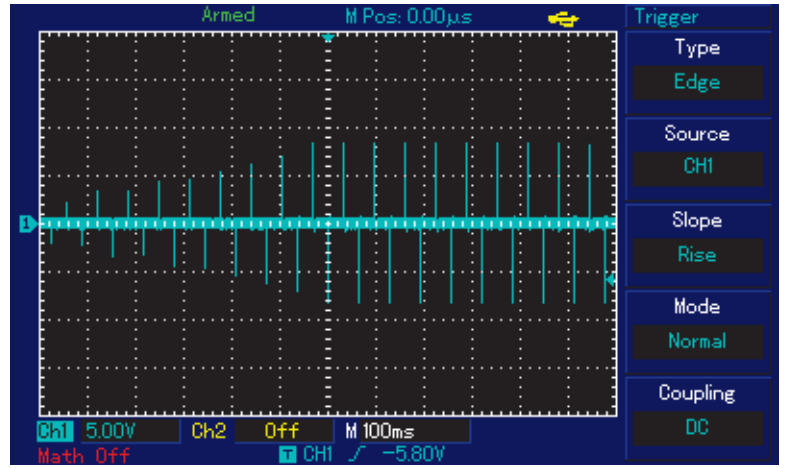 Armed M Pos: 0.00µs Trigger
Type
Edge
Source
CH1
Slope
Rise
Mode
Normal
Coupling
DC
1
Ch1 5.00V Ch2 Off M 100ms
Math Off T CH1 -5.80V